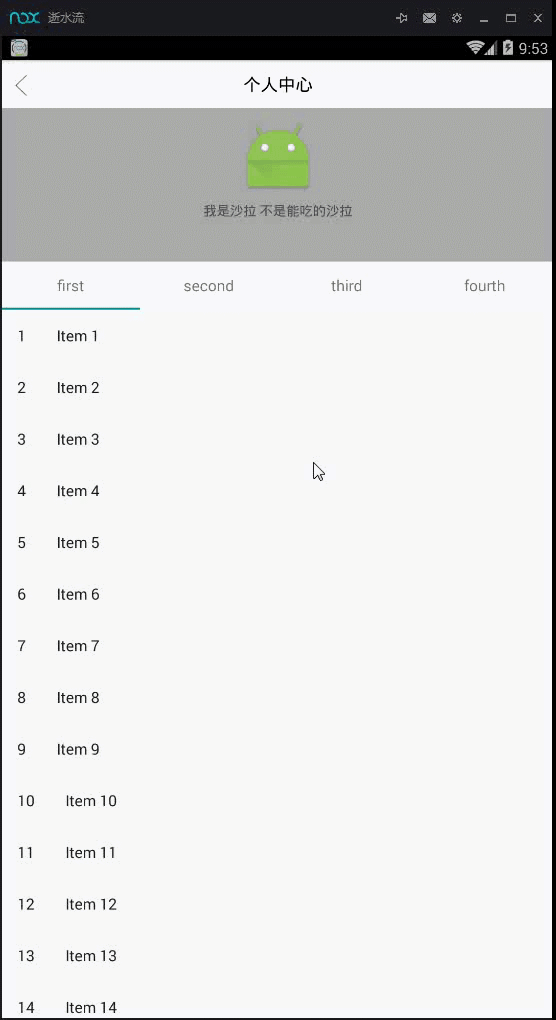 nox 逝水流
9:53
个人中心
我是沙拉 不是能吃的沙拉
first second third fourth
1 Item 1
2 Item 2
3 Item 3
4 Item 4
5 Item 5
6 Item 6
7 Item 7
8 Item 8
9 Item 9
10 Item 10
11 Item 11
12 Item 12
13 Item 13
14 Item 14